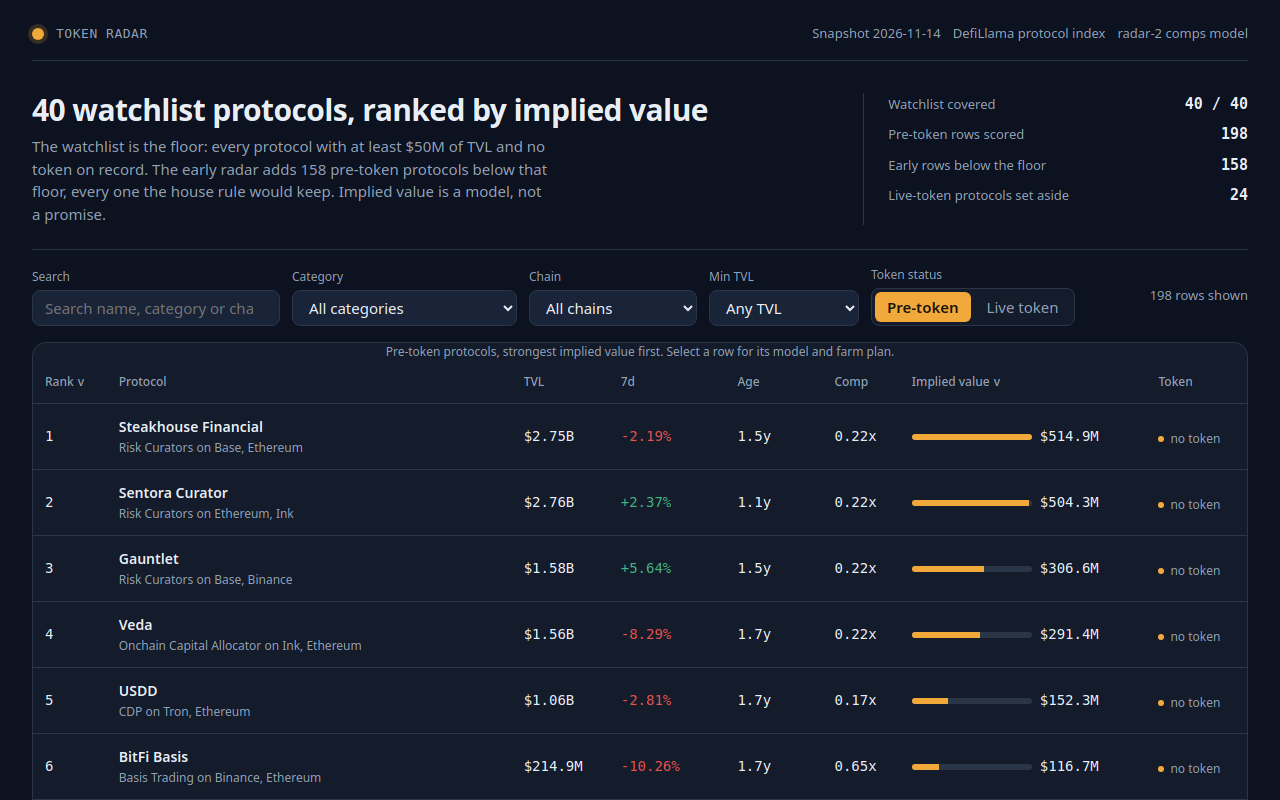 TOKEN RADAR
Snapshot 2026-11-14 DefiLlama protocol index radar-2 comps model
40 watchlist protocols, ranked by implied value
The watchlist is the floor: every protocol with at least $50M of TVL and no
token on record. The early radar adds 158 pre-token protocols below that
floor, every one the house rule would keep. Implied value is a model, not
a promise.
Watchlist covered 40 / 40
Pre-token rows scored 198
Early rows below the floor 158
Live-token protocols set aside 24
Search Category Chain Min TVL Token status
Search name, category or cha All categories All chains Any TVL Pre-token Live token 198 rows shown
Pre-token protocols, strongest implied value first. Select a row for its model and farm plan.
Rank v Protocol TVL 7d Age Comp Implied value v Token
1 Steakhouse Financial $2.75B -2.19% 1.5y 0.22x $514.9M no token
Risk Curators on Base, Ethereum
2 Sentora Curator $2.76B +2.37% 1.1y 0.22x $504.3M no token
Risk Curators on Ethereum, Ink
3 Gauntlet $1.58B +5.64% 1.5y 0.22x $306.6M no token
Risk Curators on Base, Binance
4 Veda $1.56B -8.29% 1.7y 0.22x $291.4M no token
Onchain Capital Allocator on Ink, Ethereum
5 USDD $1.06B -2.81% 1.7y 0.17x $152.3M no token
CDP on Tron, Ethereum
6 BitFi Basis $214.9M -10.26% 1.7y 0.65x $116.7M no token
Basis Trading on Binance, Ethereum